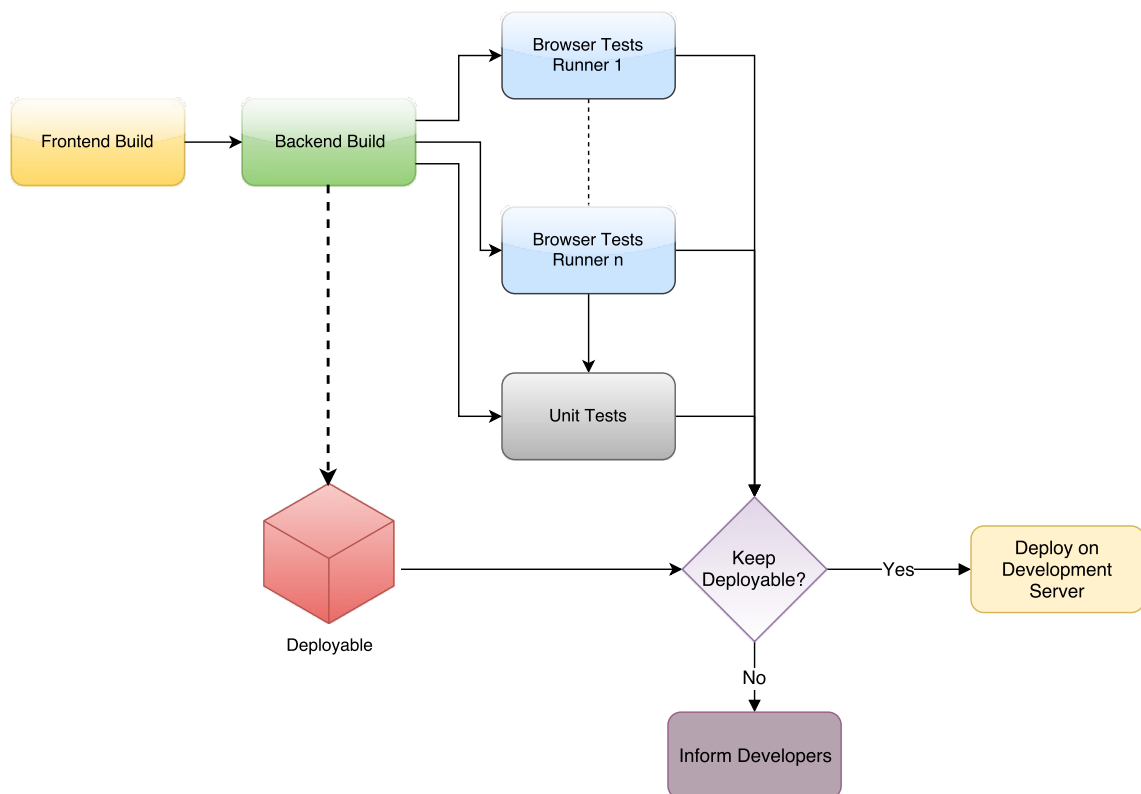 Browser Tests
Runner 1
Frontend Build
Backend Build
Browser Tests
Runner n
Unit Tests
Keep
Deployable?
Yes
Deploy on
Development
Server
Deployable
No
Inform Developers